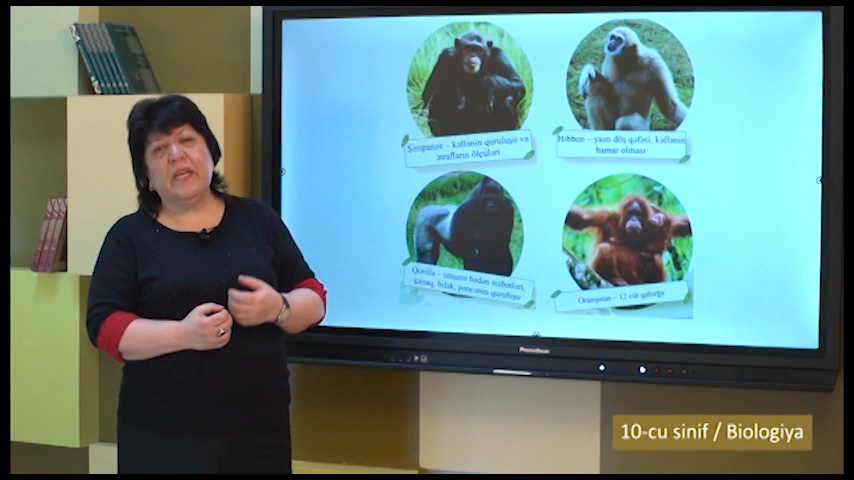 Şimpanze – kəllənin quruluşu və
ətrafların ölçüləri
Hibbon – yastı döş qəfəsi, kəllənin
hamar olması
Qorilla – ümumi bədən nisbətləri,
çanaq, bilək, pəncənin quruluşu
Oranqutan – 12 cüt qabırğa
Promethean
10-cu sinif / Biologiya